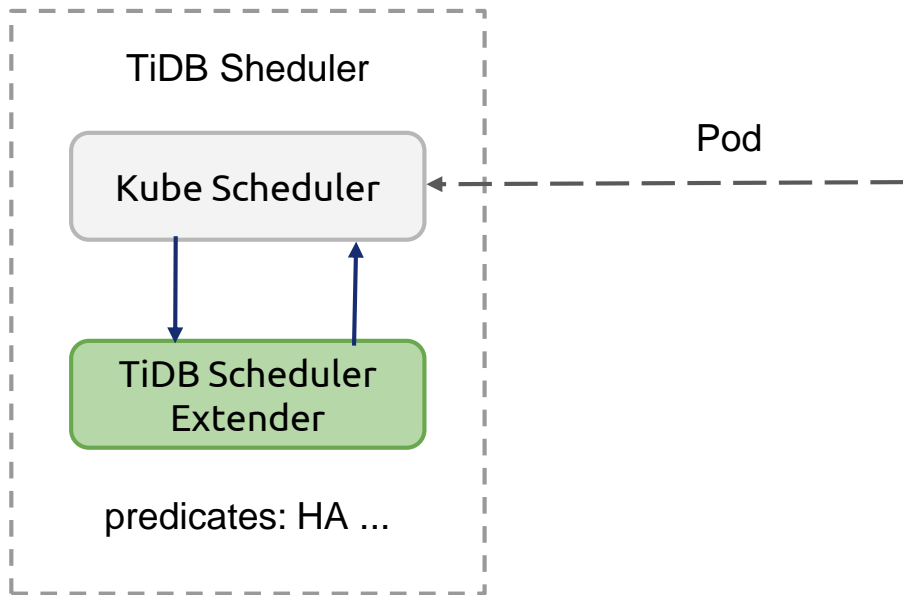 TiDB Sheduler
Pod
Kube Scheduler
TiDB Scheduler
Extender
predicates: HA ...